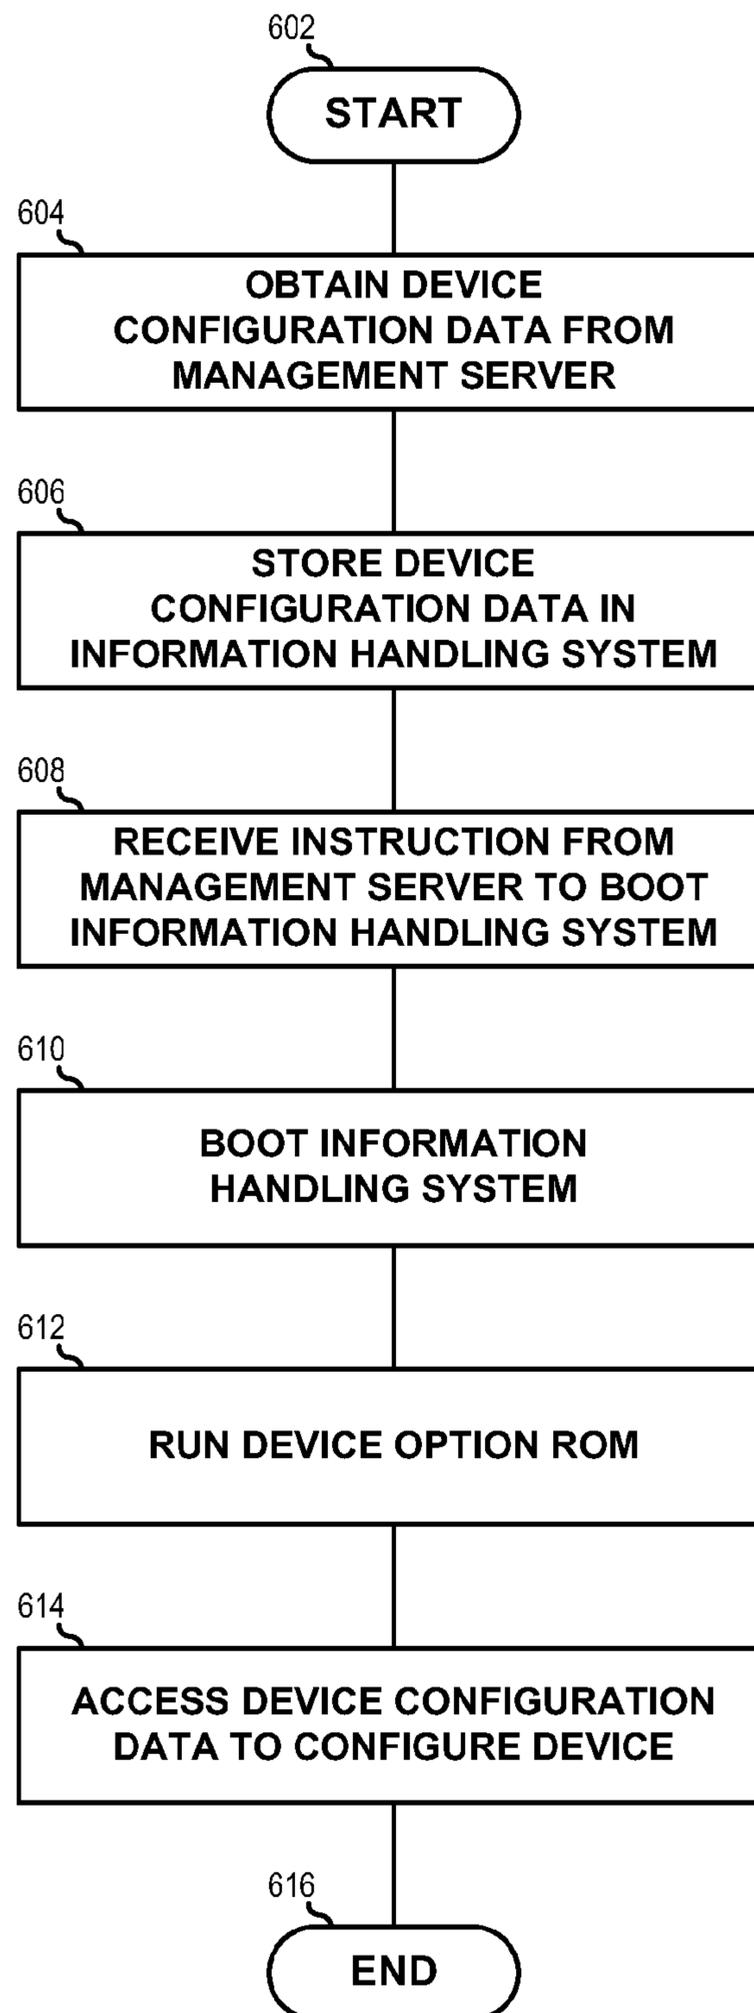 602
START
604
OBTAIN DEVICE
CONFIGURATION DATA FROM
MANAGEMENT SERVER
606
STORE DEVICE
CONFIGURATION DATA IN
INFORMATION HANDLING SYSTEM
608
RECEIVE INSTRUCTION FROM
MANAGEMENT SERVER TO BOOT
INFORMATION HANDLING SYSTEM
610
BOOT INFORMATION
HANDLING SYSTEM
612
RUN DEVICE OPTION ROM
614
ACCESS DEVICE CONFIGURATION
DATA TO CONFIGURE DEVICE
616
END